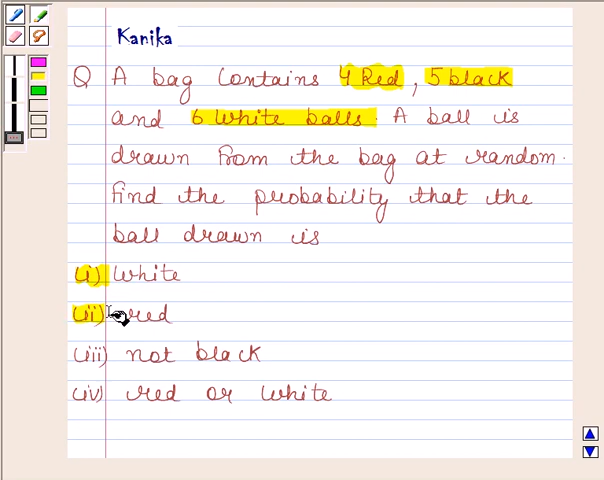 Kanika
Q A bag contains 4 Red, 5 black
and 6 white balls. A ball is
drawn from the bag at random.
find the probability that the
ball drawn is
(i) white
(ii) red
(iii) not black
(iv) red or white